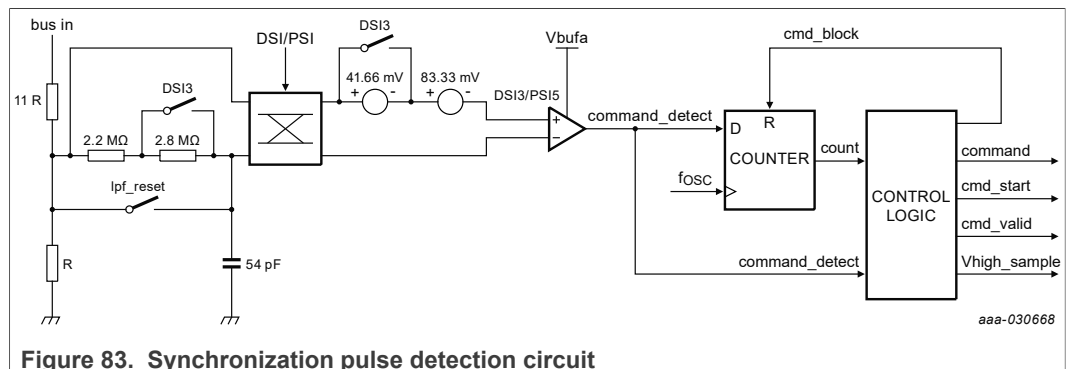 bus in
DSI/PSI
DSI3
Vbufa
cmd_block
11 R
DSI3
41.66 mV
83.33 mV
+ -
+ -
DSI3/PSI5
2.2 MΩ
2.8 MΩ
+
-
command_detect
D
R
COUNTER
count
fOSC
CONTROL
LOGIC
command
cmd_start
cmd_valid
Vhigh_sample
lpf_reset
R
54 pF
command_detect
aaa-030668
Figure 83. Synchronization pulse detection circuit